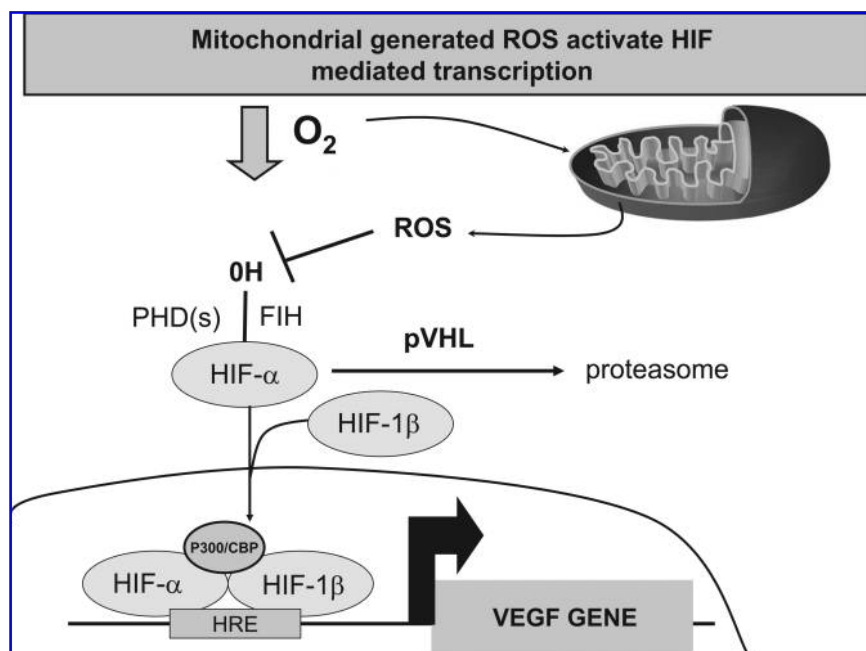 Mitochondrial generated ROS activate HIF
mediated transcription
O₂
ROS
0H
PHD(s)
FIH
pVHL
HIF-α
proteasome
HIF-1β
P300/CBP
HIF-α
HIF-1β
HRE
VEGF GENE